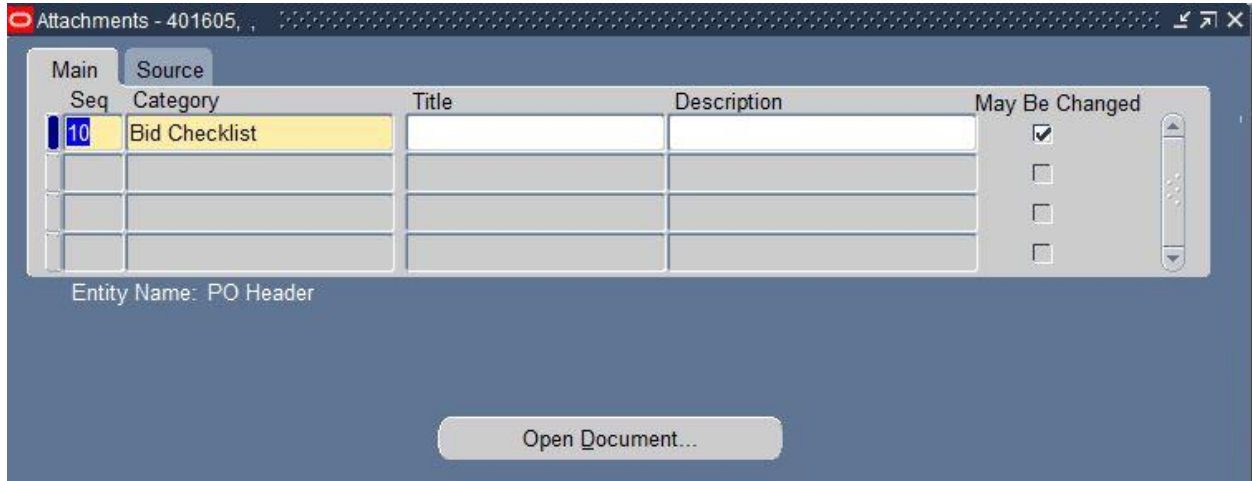 Attachments - 401605, ,
Main Source
Seq Category Title Description May Be Changed
10 Bid Checklist
Entity Name: PO Header
Open Document...